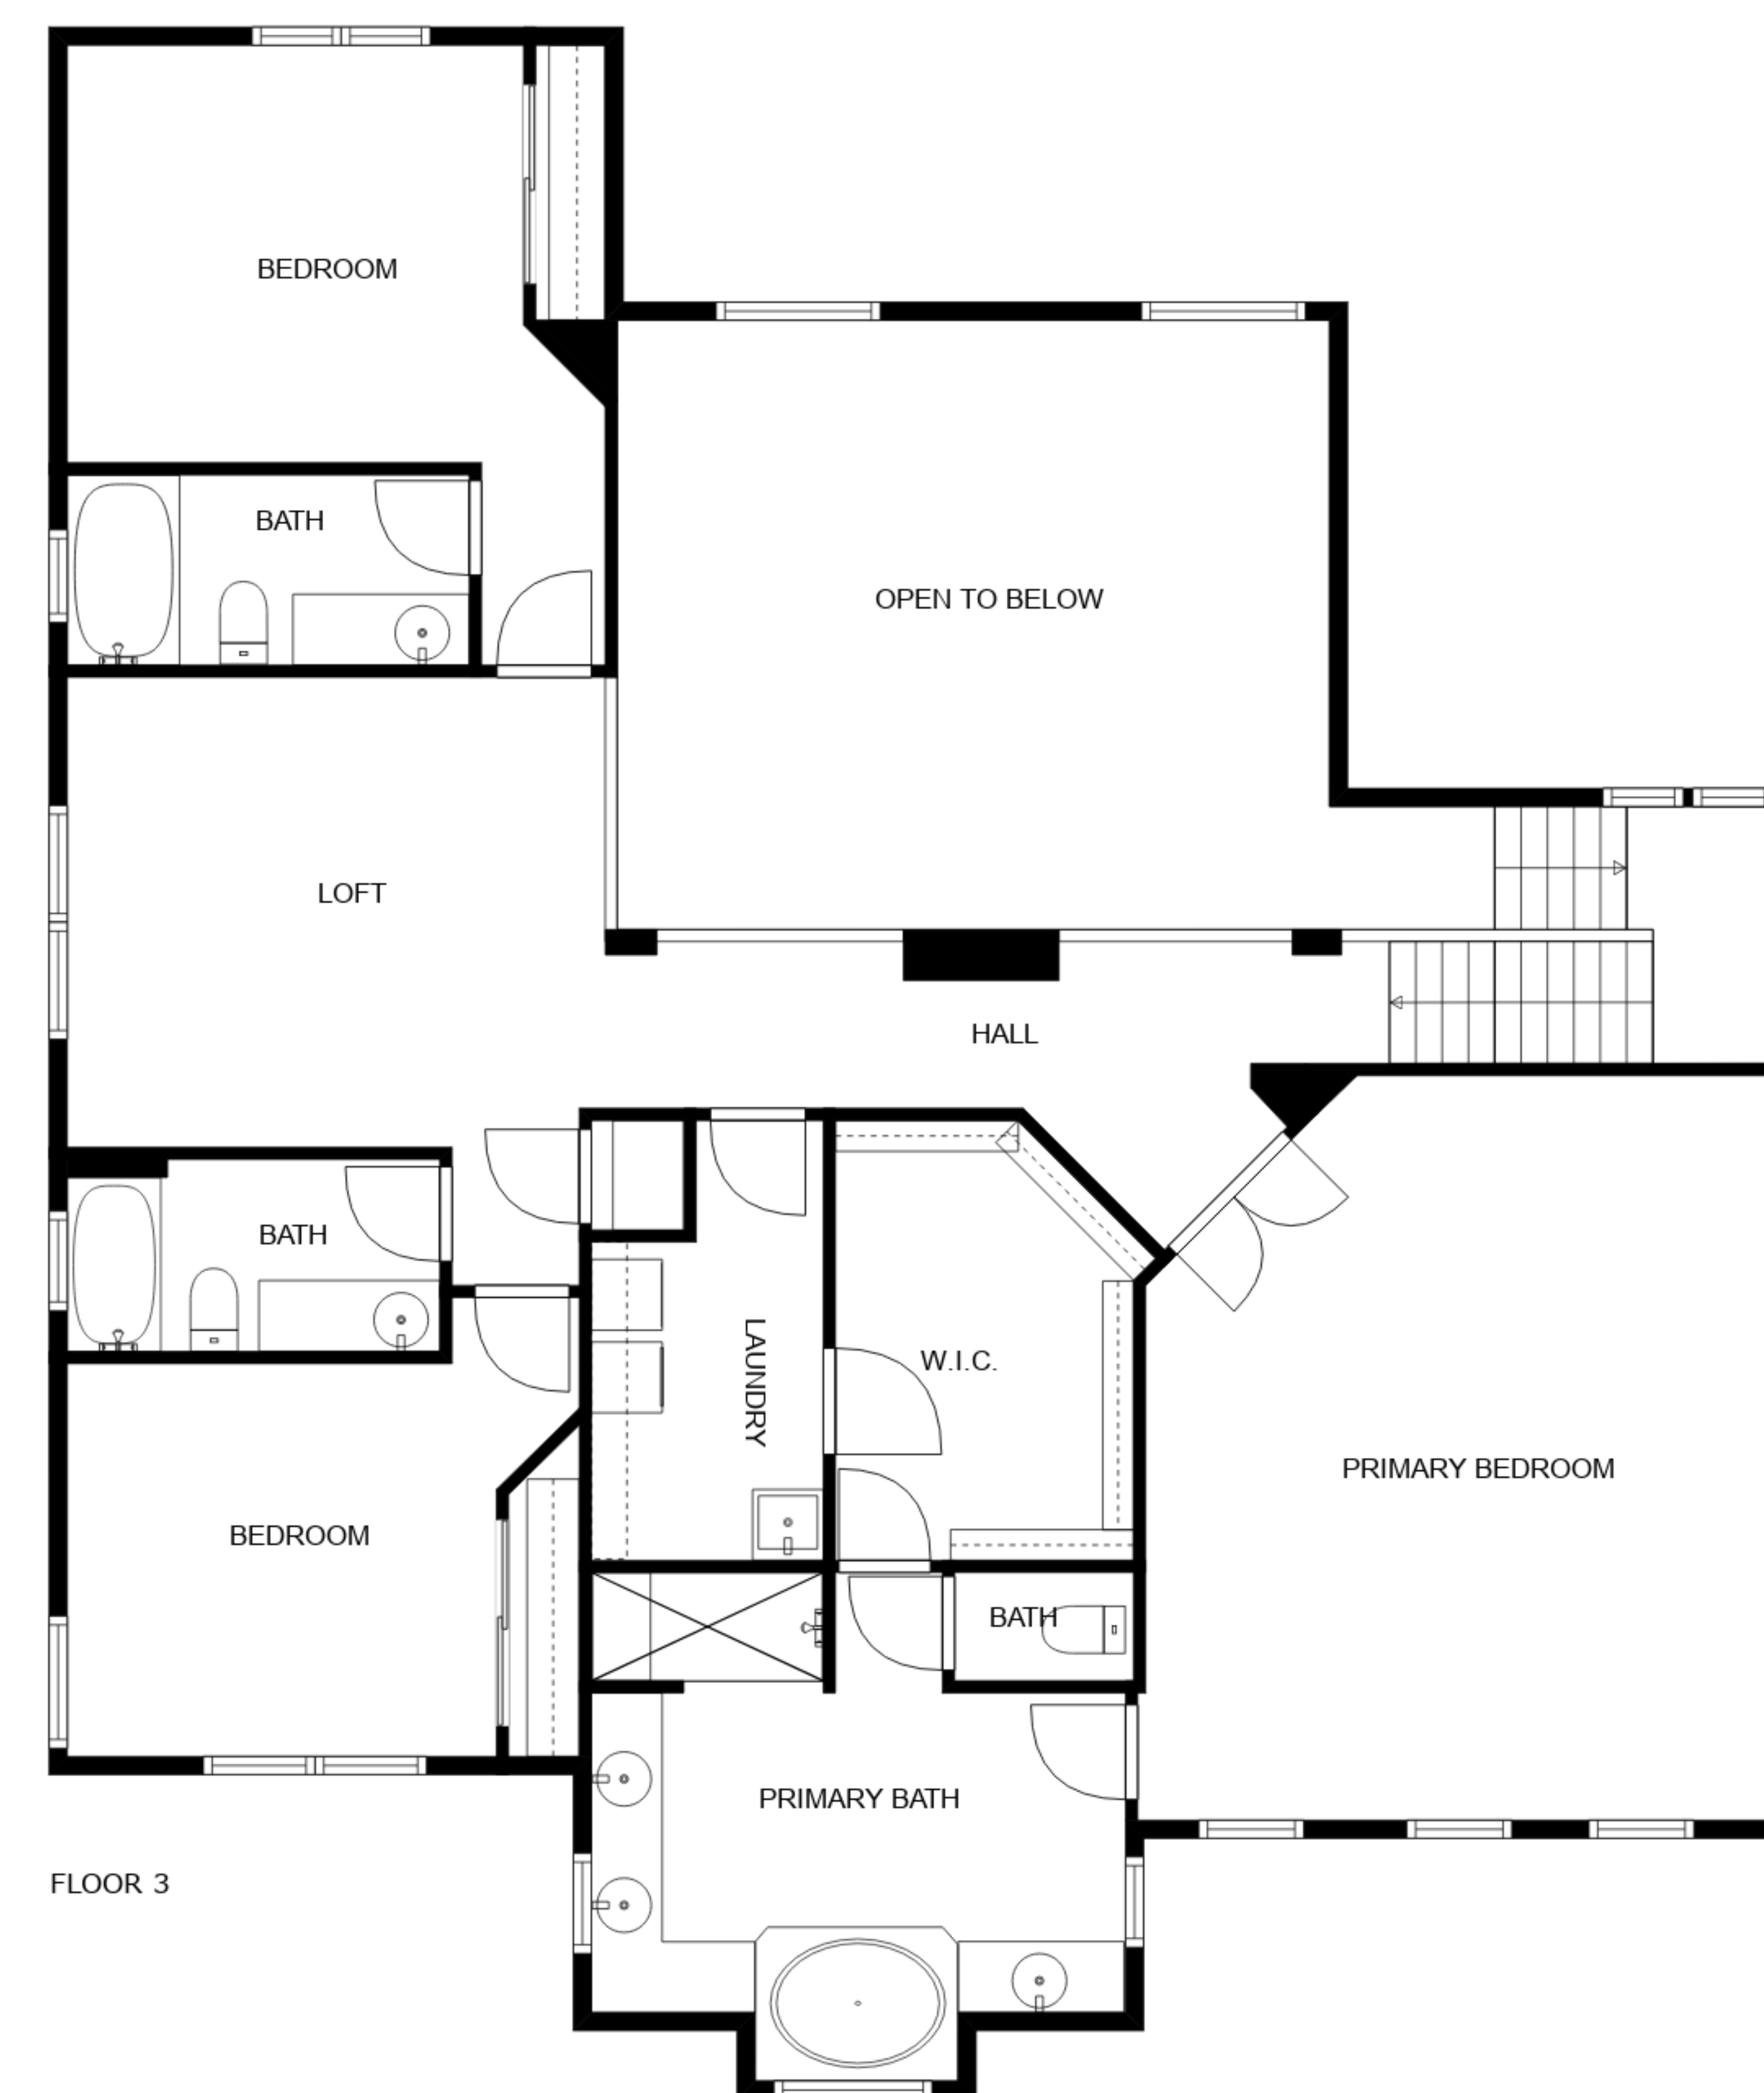 BEDROOM
BATH
OPEN TO BELOW
LOFT
HALL
BATH
LAUNDRY
W.I.C.
PRIMARY BEDROOM
BEDROOM
BATH
PRIMARY BATH
FLOOR 3